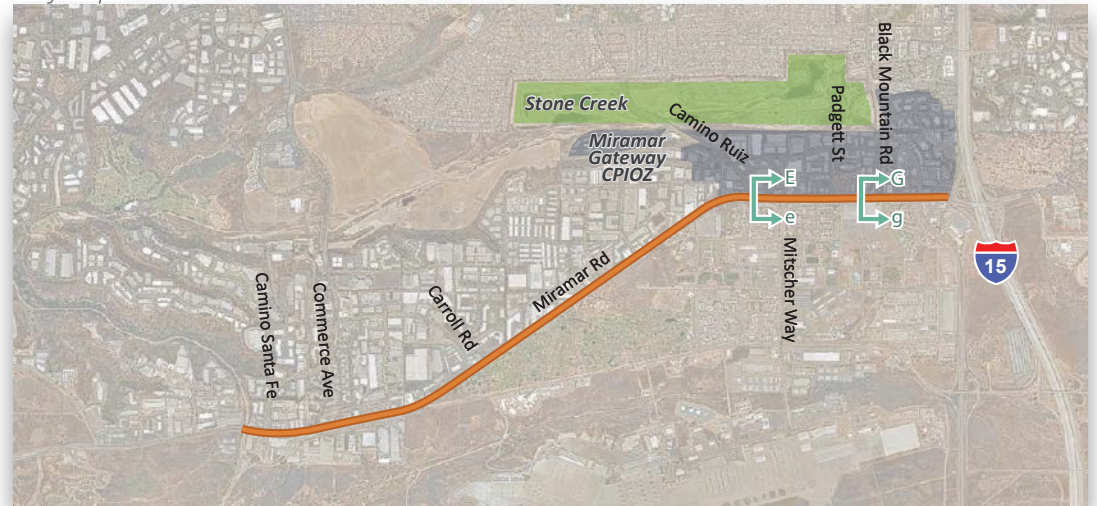 Stone Creek
Miramar
Gateway
CPIOZ
Camino Ruiz
Padgett St
Black Mountain Rd
E
e
G
g
15
Mitscher Way
Miramar Rd
Carroll Rd
Commerce Ave
Camino Santa Fe